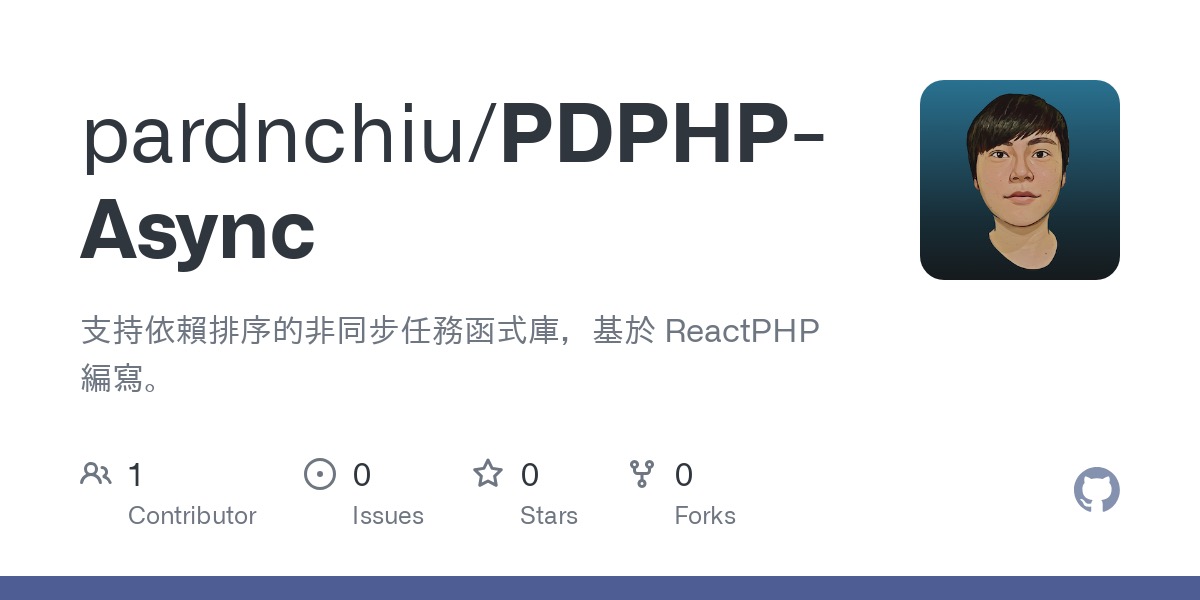 pardnchiu/PDPHP-
Async
支持依賴排序的非同步任務函式庫，基於 ReactPHP
編寫。
1 0 0 0
Contributor Issues Stars Forks